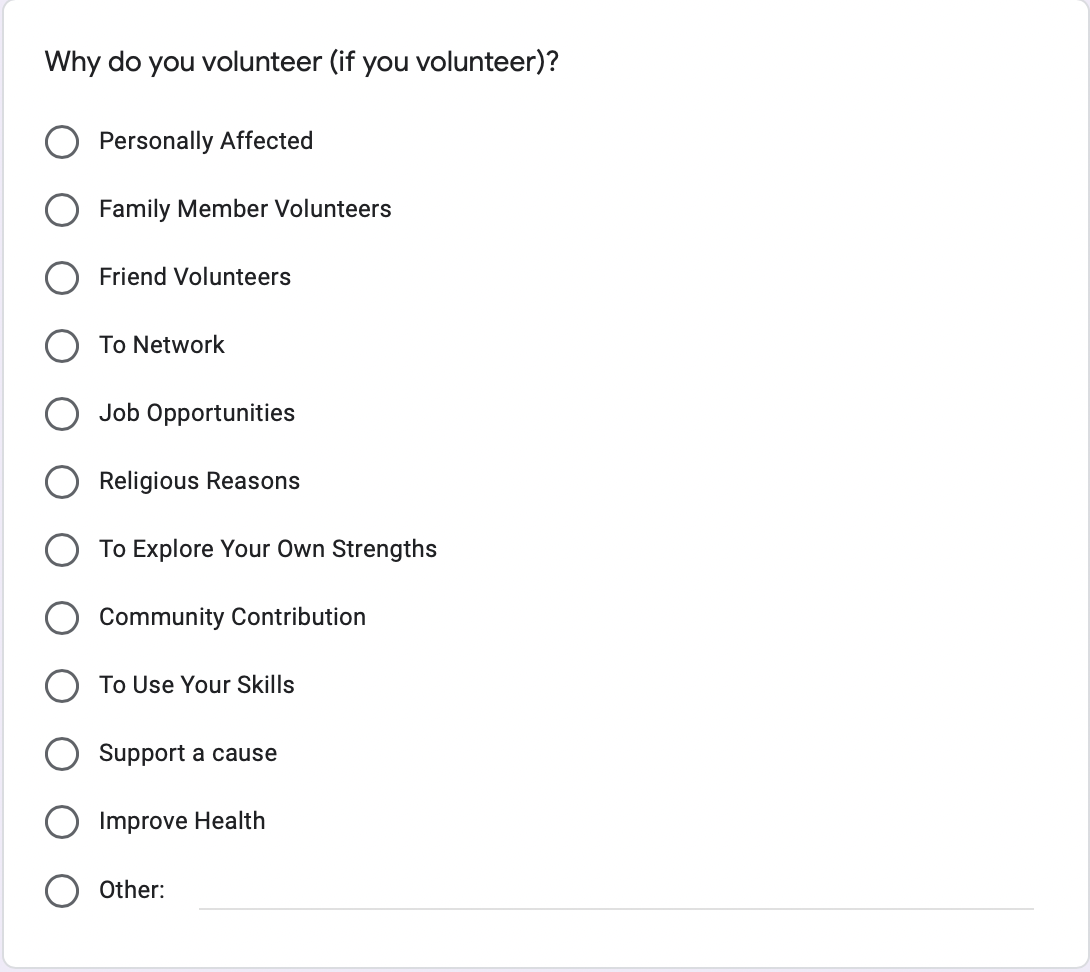 Why do you volunteer (if you volunteer)?
Personally Affected
Family Member Volunteers
Friend Volunteers
To Network
Job Opportunities
Religious Reasons
To Explore Your Own Strengths
Community Contribution
To Use Your Skills
Support a cause
Improve Health
Other: